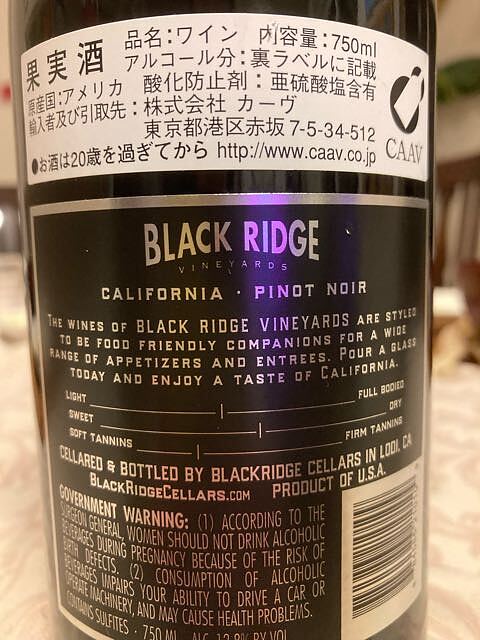 果実酒
品名：ワイン 内容量：750ml
アルコール分：裏ラベルに記載
原産国：アメリカ 酸化防止剤：亜硫酸塩含有
輸入者及び引取先：株式会社 カーヴ
東京都港区赤坂7-5-34-512
●お酒は20歳を過ぎてから http://www.caav.co.jp
CAAV
BLACK RIDGE
VINEYARDS
CALIFORNIA · PINOT NOIR
THE WINES OF BLACK RIDGE VINEYARDS ARE STYLED
TO BE FOOD FRIENDLY COMPANIONS FOR A WIDE
RANGE OF APPETIZERS AND ENTREES. POUR A GLASS
TODAY AND ENJOY A TASTE OF CALIFORNIA.
LIGHT FULL BODIED
SWEET DRY
SOFT TANNINS FIRM TANNINS
CELLARED & BOTTLED BY BLACKRIDGE CELLARS IN LODI, CA
BLACKRIDGECELLARS.COM PRODUCT OF U.S.A.
GOVERNMENT WARNING: (1) ACCORDING TO THE
SURGEON GENERAL, WOMEN SHOULD NOT DRINK ALCOHOLIC
BEVERAGES DURING PREGNANCY BECAUSE OF THE RISK OF
BIRTH DEFECTS. (2) CONSUMPTION OF ALCOHOLIC
BEVERAGES IMPAIRS YOUR ABILITY TO DRIVE A CAR OR
OPERATE MACHINERY, AND MAY CAUSE HEALTH PROBLEMS.
CONTAINS SULFITES · 750 ML · ALC 12.8% BY VOL